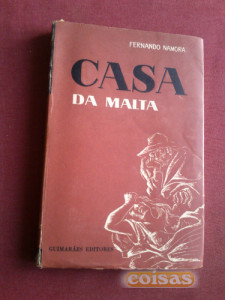 FERNANDO NAMORA
CASA
DA MALTA
GUIMARÃES EDITORES
coisas